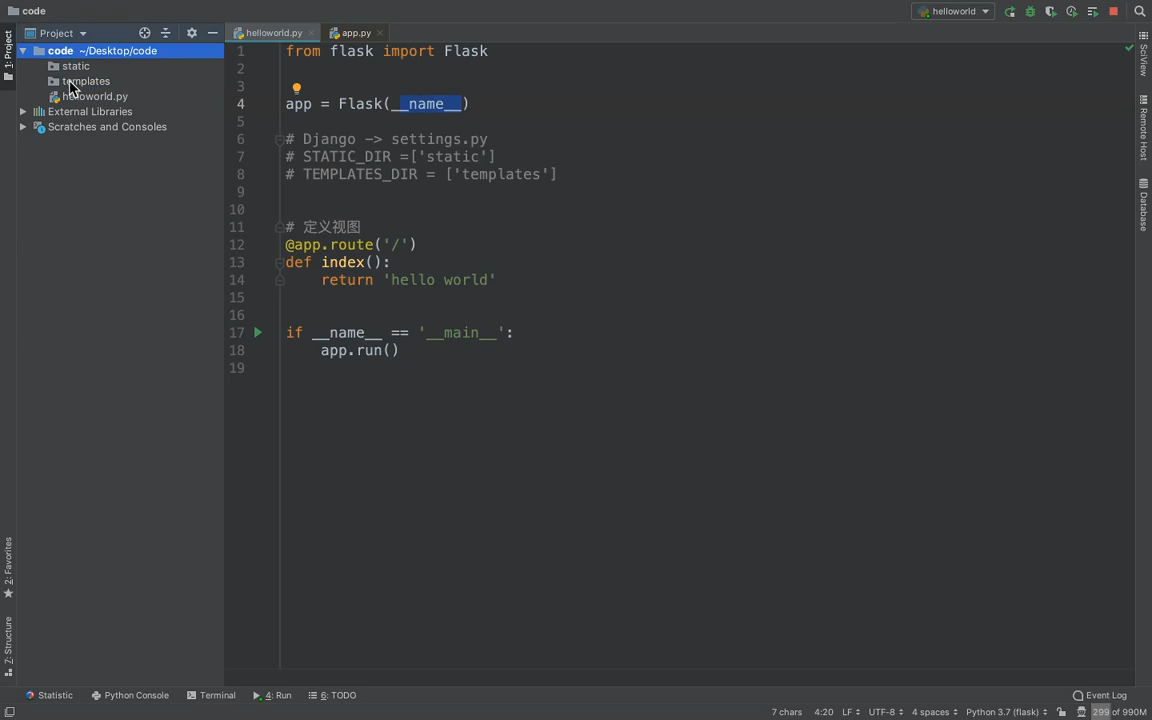 code
helloworld
Project
helloworld.py
app.py
1: Project
code ~/Desktop/code
static
templates
helloworld.py
External Libraries
Scratches and Consoles
1 from flask import Flask
2
3
4 app = Flask(__name__)
5
6 # Django -> settings.py
7 # STATIC_DIR =['static']
8 # TEMPLATES_DIR = ['templates']
9
10
11 # 定义视图
12 @app.route('/')
13 def index():
14 return 'hello world'
15
16
17 if __name__ == '__main__':
18 app.run()
19
SciView
Remote Host
Database
2: Favorites
7: Structure
Statistic
Python Console
Terminal
4: Run
6: TODO
Event Log
7 chars 4:20 LF UTF-8 4 spaces Python 3.7 (flask) 299 of 990M